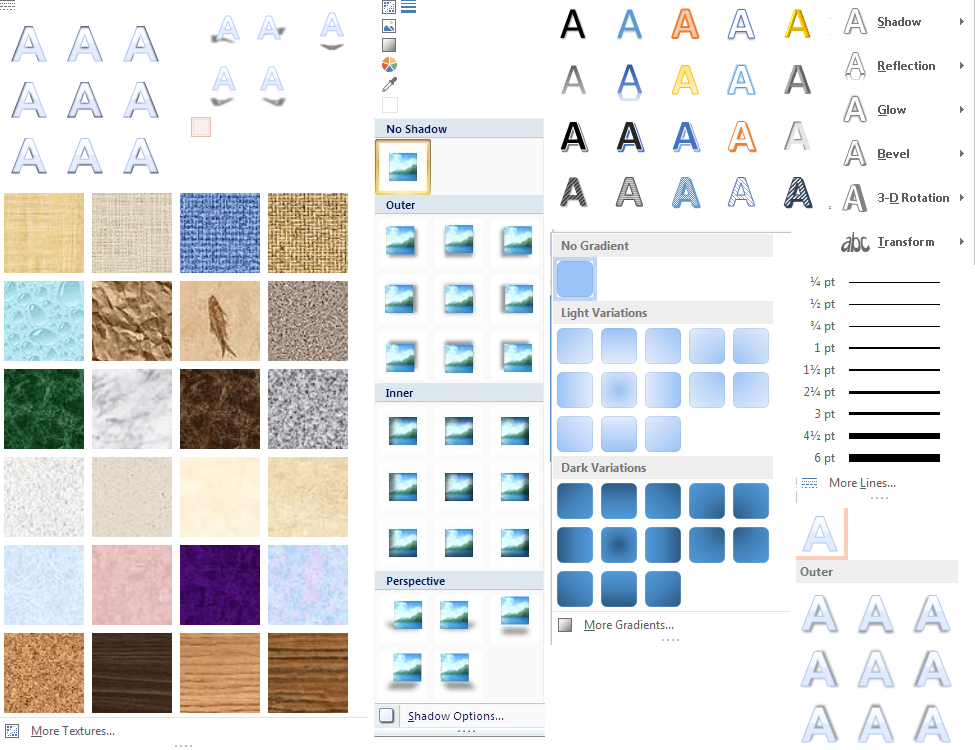 A A A
A A A
A A A
A A A
A A
No Shadow
Outer
Inner
Perspective
Shadow Options...
More Textures...
A A A A A
A A A A A
A A A A A
A A A A A
A Shadow
A Reflection
A Glow
A Bevel
A 3-D Rotation
abc Transform
No Gradient
Light Variations
Dark Variations
More Gradients...
¼ pt
½ pt
¾ pt
1 pt
1½ pt
2¼ pt
3 pt
4½ pt
6 pt
More Lines...
A
Outer
A A A
A A A
A A A